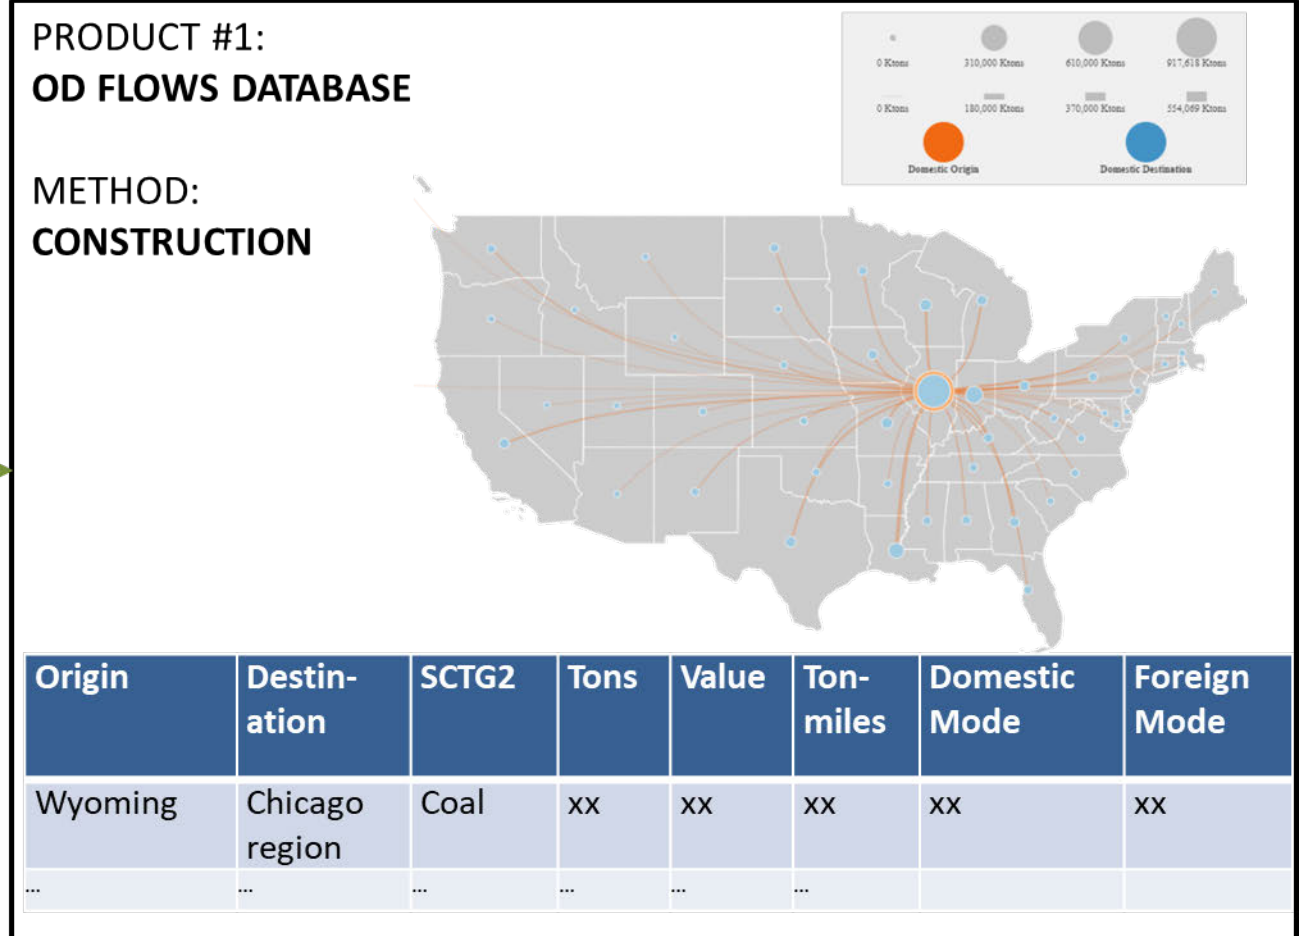 PRODUCT #1:
OD FLOWS DATABASE
METHOD:
CONSTRUCTION
0 Ktons 310,000 Ktons 610,000 Ktons 917,618 Ktons
0 Ktons 180,000 Ktons 370,000 Ktons 554,069 Ktons
Domestic Origin Domestic Destination
Origin Destin- SCTG2 Tons Value Ton- Domestic Foreign
ation miles Mode Mode
Wyoming Chicago Coal xx xx xx xx xx
region
... ... ... ... ... ...